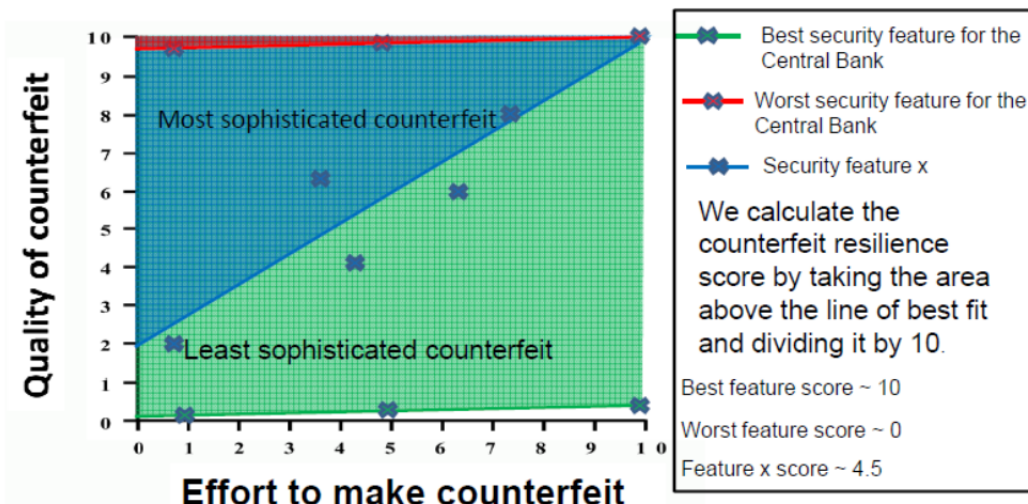 10
9
8
7
6
5
4
3
2
1
0
Quality of counterfeit
Most sophisticated counterfeit
Least sophisticated counterfeit
0 1 2 3 4 5 6 7 8 9 1 0
Effort to make counterfeit
Best security feature for the
Central Bank
Worst security feature for the
Central Bank
Security feature x
We calculate the
counterfeit resilience
score by taking the area
above the line of best fit
and dividing it by 10.
Best feature score ~ 10
Worst feature score ~ 0
Feature x score ~ 4.5